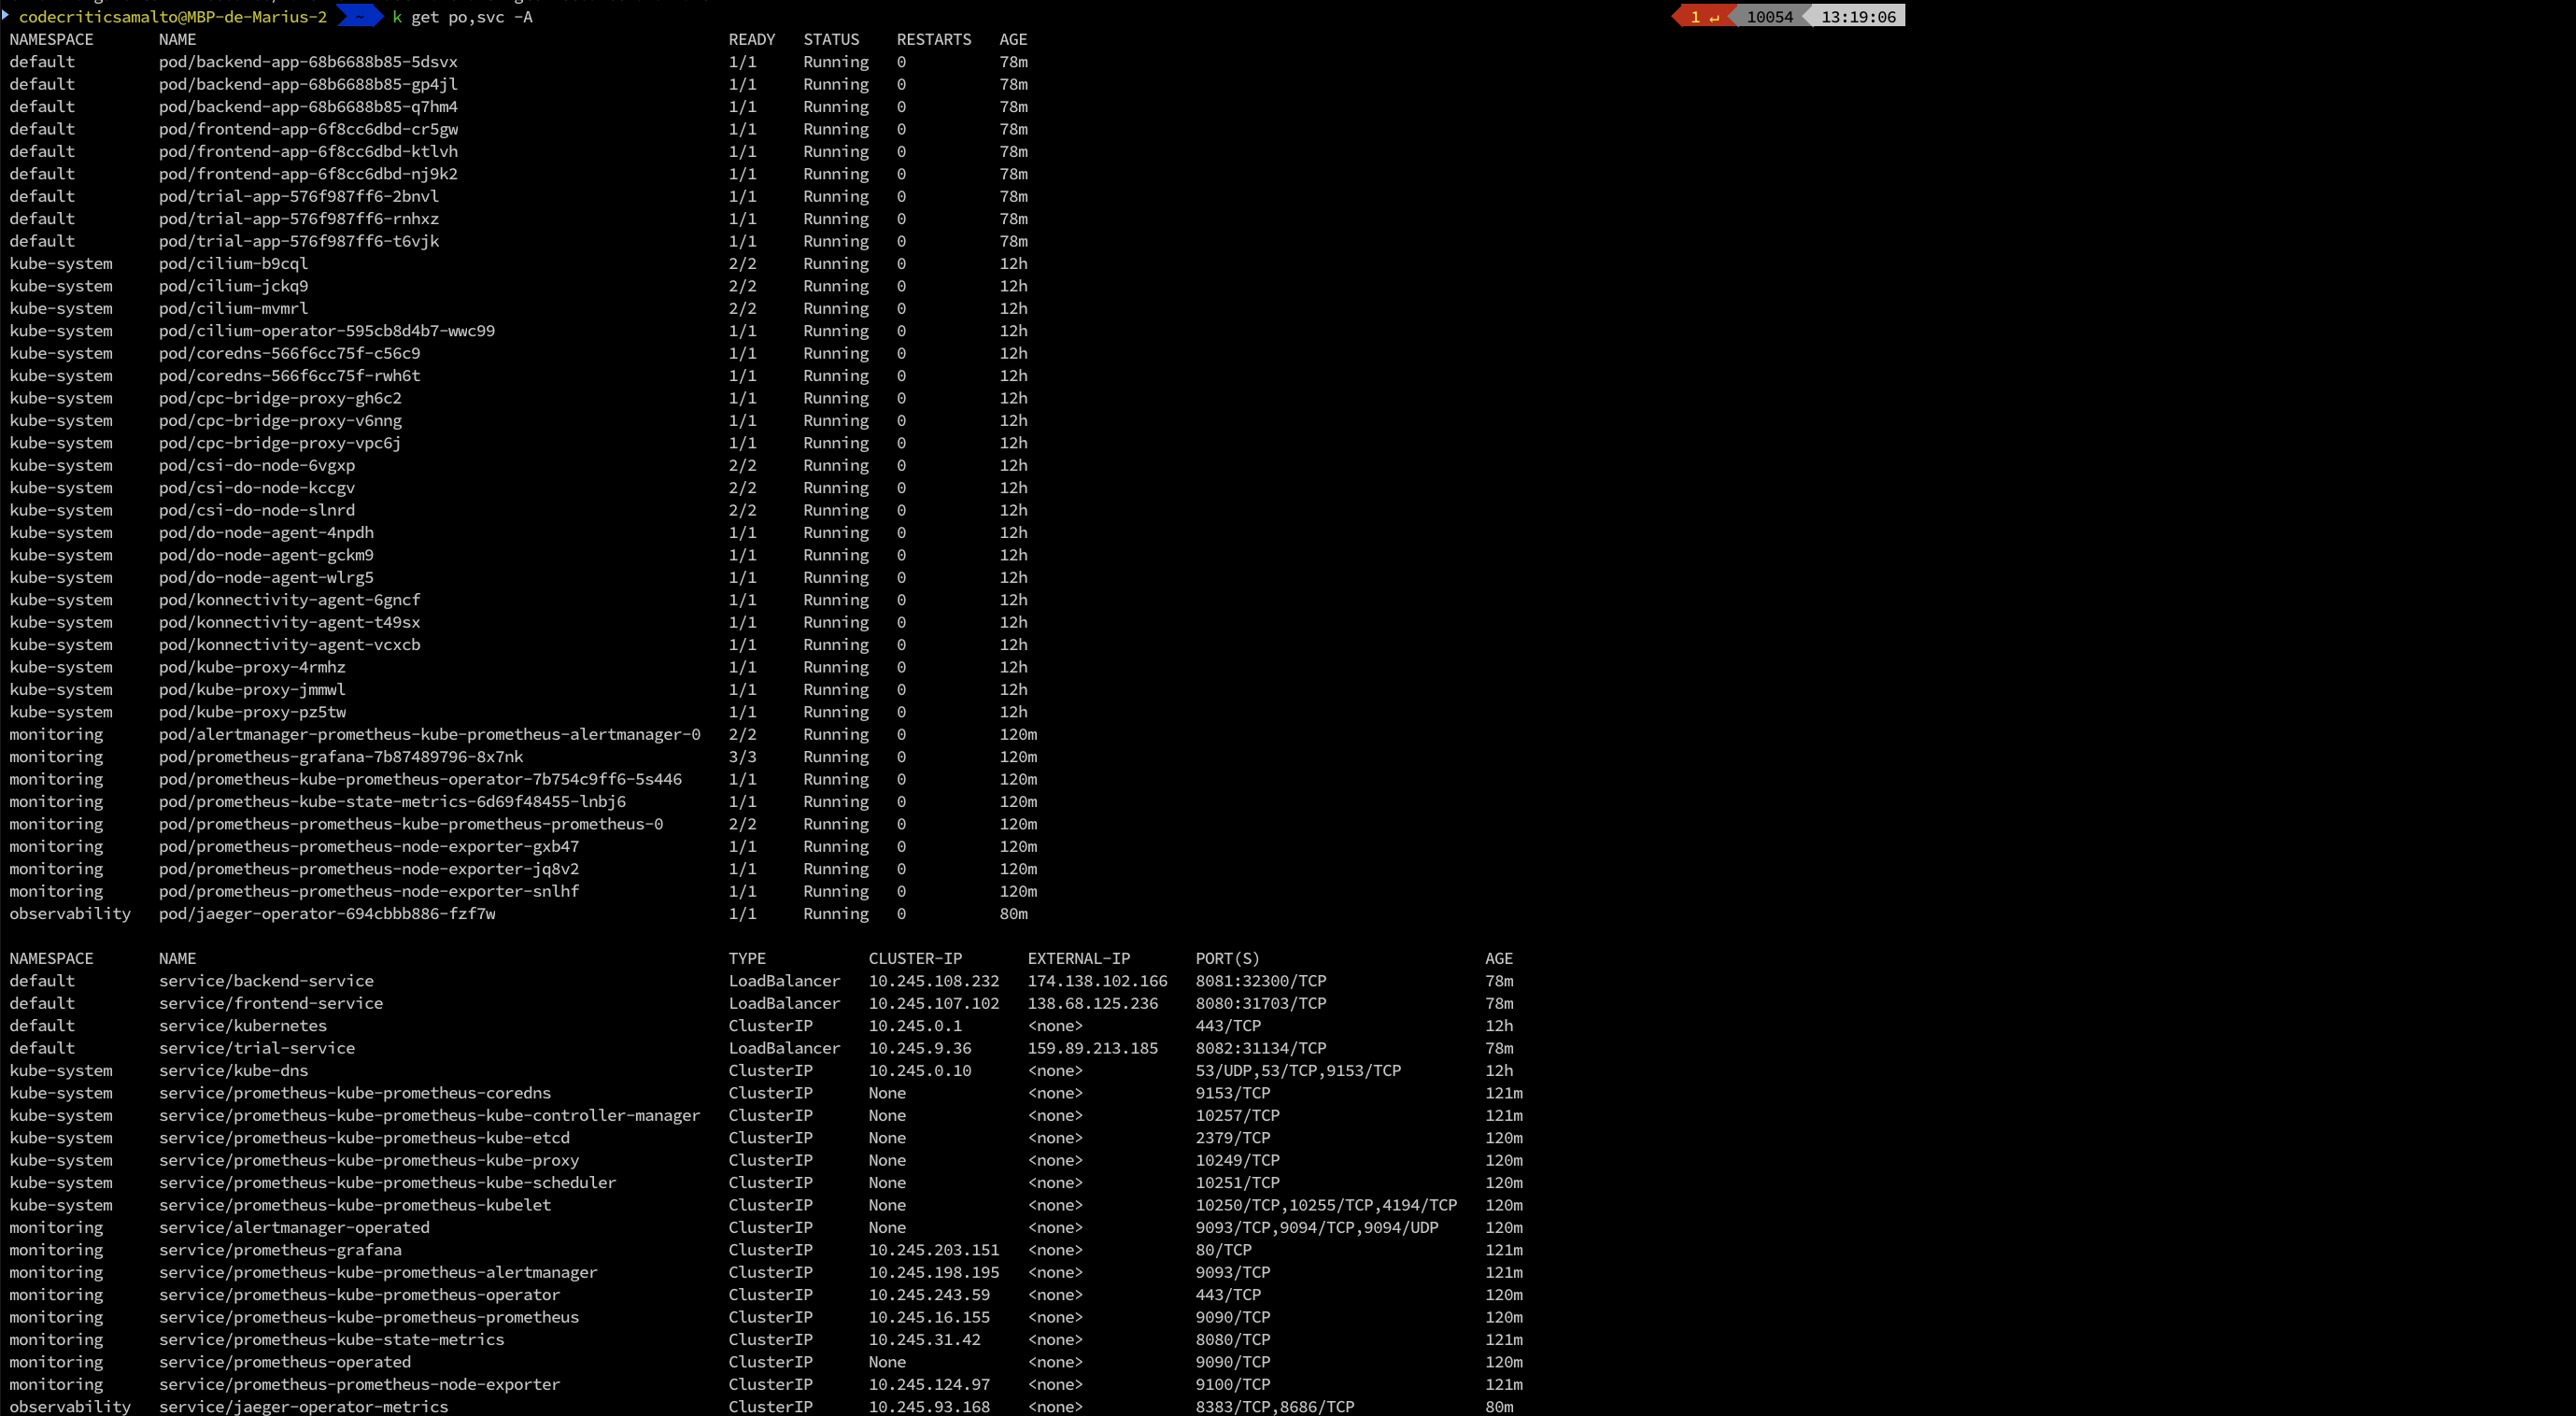 codecriticsamalto@MBP-de-Marius-2 ~ k get po,svc -A 1 ↵ 10054 13:19:06
NAMESPACE NAME READY STATUS RESTARTS AGE
default pod/backend-app-68b6688b85-5dsvx 1/1 Running 0 78m
default pod/backend-app-68b6688b85-gp4jl 1/1 Running 0 78m
default pod/backend-app-68b6688b85-q7hm4 1/1 Running 0 78m
default pod/frontend-app-6f8cc6dbd-cr5gw 1/1 Running 0 78m
default pod/frontend-app-6f8cc6dbd-ktlvh 1/1 Running 0 78m
default pod/frontend-app-6f8cc6dbd-nj9k2 1/1 Running 0 78m
default pod/trial-app-576f987ff6-2bnvl 1/1 Running 0 78m
default pod/trial-app-576f987ff6-rnhxz 1/1 Running 0 78m
default pod/trial-app-576f987ff6-t6vjk 1/1 Running 0 78m
kube-system pod/cilium-b9cql 2/2 Running 0 12h
kube-system pod/cilium-jckq9 2/2 Running 0 12h
kube-system pod/cilium-mvmrl 2/2 Running 0 12h
kube-system pod/cilium-operator-595cb8d4b7-wwc99 1/1 Running 0 12h
kube-system pod/coredns-566f6cc75f-c56c9 1/1 Running 0 12h
kube-system pod/coredns-566f6cc75f-rwh6t 1/1 Running 0 12h
kube-system pod/cpc-bridge-proxy-gh6c2 1/1 Running 0 12h
kube-system pod/cpc-bridge-proxy-v6nng 1/1 Running 0 12h
kube-system pod/cpc-bridge-proxy-vpc6j 1/1 Running 0 12h
kube-system pod/csi-do-node-6vgxp 2/2 Running 0 12h
kube-system pod/csi-do-node-kccgv 2/2 Running 0 12h
kube-system pod/csi-do-node-slnrd 2/2 Running 0 12h
kube-system pod/do-node-agent-4npdh 1/1 Running 0 12h
kube-system pod/do-node-agent-gckm9 1/1 Running 0 12h
kube-system pod/do-node-agent-wlrg5 1/1 Running 0 12h
kube-system pod/konnectivity-agent-6gncf 1/1 Running 0 12h
kube-system pod/konnectivity-agent-t49sx 1/1 Running 0 12h
kube-system pod/konnectivity-agent-vcxcb 1/1 Running 0 12h
kube-system pod/kube-proxy-4rmhz 1/1 Running 0 12h
kube-system pod/kube-proxy-jmmwl 1/1 Running 0 12h
kube-system pod/kube-proxy-pz5tw 1/1 Running 0 12h
monitoring pod/alertmanager-prometheus-kube-prometheus-alertmanager-0 2/2 Running 0 120m
monitoring pod/prometheus-grafana-7b87489796-8x7nk 3/3 Running 0 120m
monitoring pod/prometheus-kube-prometheus-operator-7b754c9ff6-5s446 1/1 Running 0 120m
monitoring pod/prometheus-kube-state-metrics-6d69f48455-lnbj6 1/1 Running 0 120m
monitoring pod/prometheus-prometheus-kube-prometheus-prometheus-0 2/2 Running 0 120m
monitoring pod/prometheus-prometheus-node-exporter-gxb47 1/1 Running 0 120m
monitoring pod/prometheus-prometheus-node-exporter-jq8v2 1/1 Running 0 120m
monitoring pod/prometheus-prometheus-node-exporter-snlhf 1/1 Running 0 120m
observability pod/jaeger-operator-694cbbb886-fzf7w 1/1 Running 0 80m
NAMESPACE NAME TYPE CLUSTER-IP EXTERNAL-IP PORT(S) AGE
default service/backend-service LoadBalancer 10.245.108.232 174.138.102.166 8081:32300/TCP 78m
default service/frontend-service LoadBalancer 10.245.107.102 138.68.125.236 8080:31703/TCP 78m
default service/kubernetes ClusterIP 10.245.0.1 <none> 443/TCP 12h
default service/trial-service LoadBalancer 10.245.9.36 159.89.213.185 8082:31134/TCP 78m
kube-system service/kube-dns ClusterIP 10.245.0.10 <none> 53/UDP,53/TCP,9153/TCP 12h
kube-system service/prometheus-kube-prometheus-coredns ClusterIP None <none> 9153/TCP 121m
kube-system service/prometheus-kube-prometheus-kube-controller-manager ClusterIP None <none> 10257/TCP 121m
kube-system service/prometheus-kube-prometheus-kube-etcd ClusterIP None <none> 2379/TCP 120m
kube-system service/prometheus-kube-prometheus-kube-proxy ClusterIP None <none> 10249/TCP 120m
kube-system service/prometheus-kube-prometheus-kube-scheduler ClusterIP None <none> 10251/TCP 120m
kube-system service/prometheus-kube-prometheus-kubelet ClusterIP None <none> 10250/TCP,10255/TCP,4194/TCP 120m
monitoring service/alertmanager-operated ClusterIP None <none> 9093/TCP,9094/TCP,9094/UDP 120m
monitoring service/prometheus-grafana ClusterIP 10.245.203.151 <none> 80/TCP 121m
monitoring service/prometheus-kube-prometheus-alertmanager ClusterIP 10.245.198.195 <none> 9093/TCP 121m
monitoring service/prometheus-kube-prometheus-operator ClusterIP 10.245.243.59 <none> 443/TCP 120m
monitoring service/prometheus-kube-prometheus-prometheus ClusterIP 10.245.16.155 <none> 9090/TCP 120m
monitoring service/prometheus-kube-state-metrics ClusterIP 10.245.31.42 <none> 8080/TCP 121m
monitoring service/prometheus-operated ClusterIP None <none> 9090/TCP 120m
monitoring service/prometheus-prometheus-node-exporter ClusterIP 10.245.124.97 <none> 9100/TCP 121m
observability service/jaeger-operator-metrics ClusterIP 10.245.93.168 <none> 8383/TCP,8686/TCP 80m